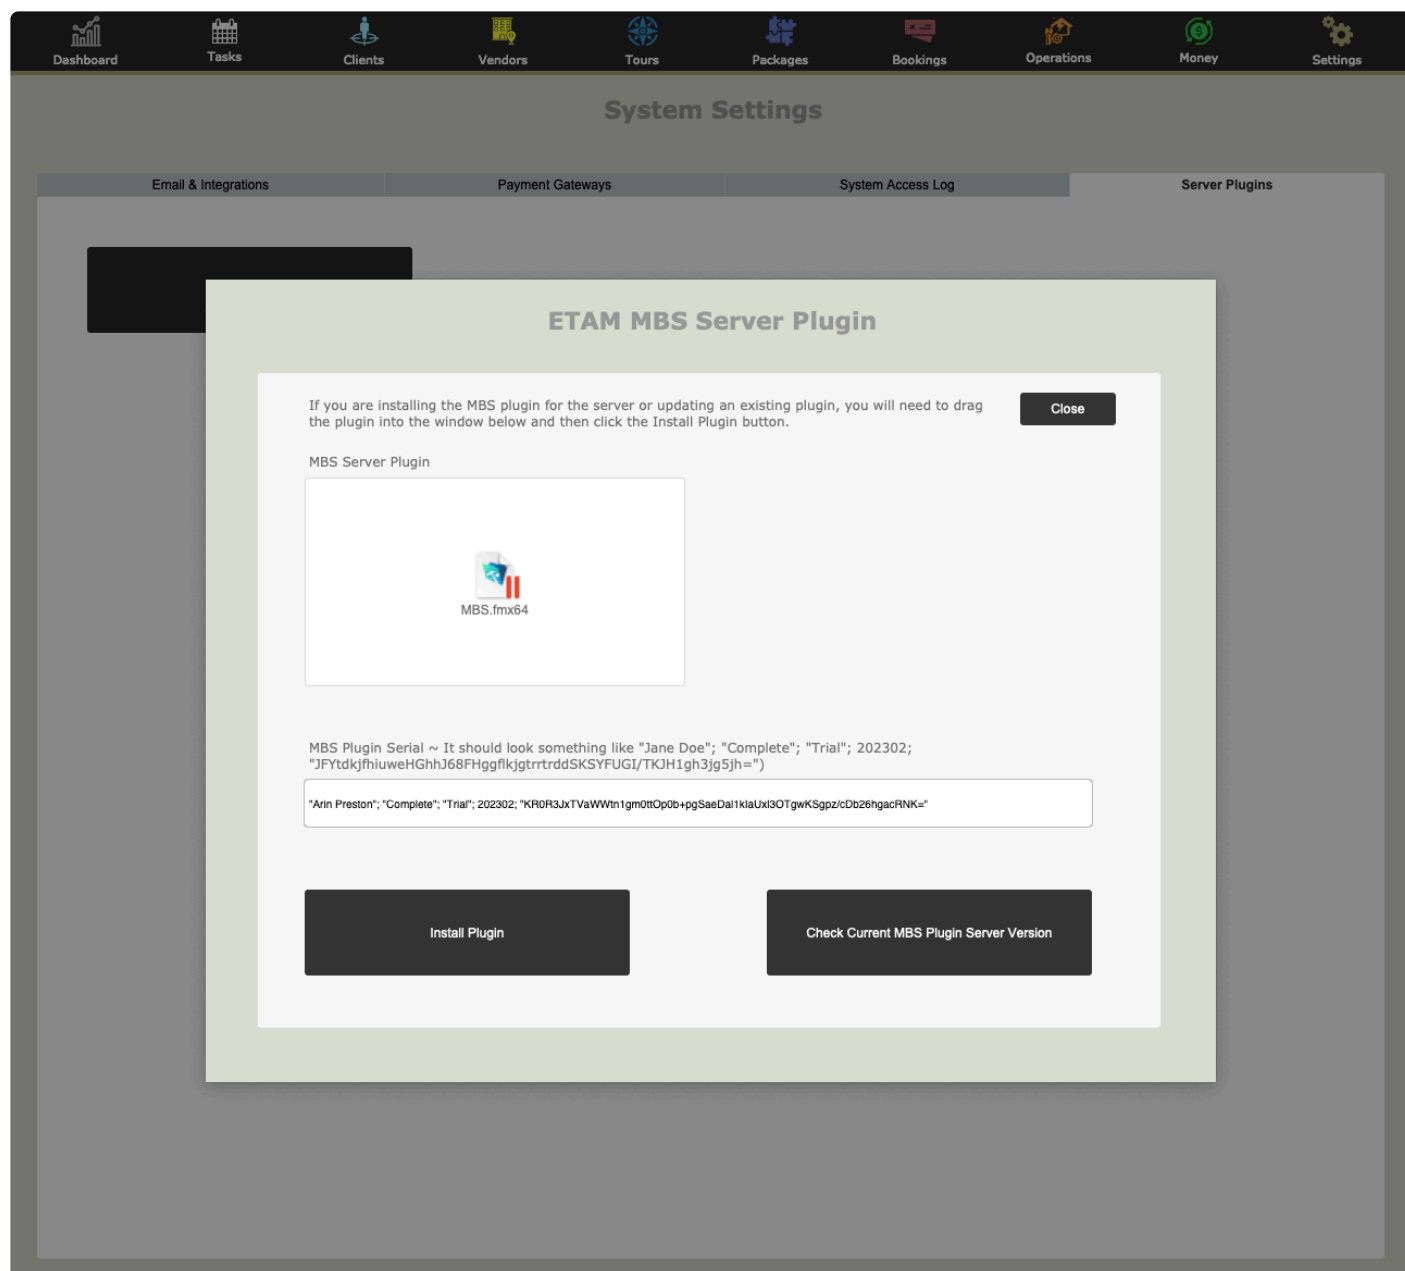 Dashboard
Tasks
Clients
Vendors
Tours
Packages
Bookings
Operations
Money
Settings
System Settings
Email & Integrations
Payment Gateways
System Access Log
Server Plugins
ETAM MBS Server Plugin
If you are installing the MBS plugin for the server or updating an existing plugin, you will need to drag
the plugin into the window below and then click the Install Plugin button.
Close
MBS Server Plugin
MBS.fmx64
MBS Plugin Serial ~ It should look something like "Jane Doe"; "Complete"; "Trial"; 202302;
"JFYtdkjfhiuweHGhhJ68FHggflkjgtrrtrddSKSYFUGI/TKJH1gh3jg5jh=")
"Arin Preston"; "Complete"; "Trial"; 202302;
Install Plugin
Check Current MBS Plugin Server Version